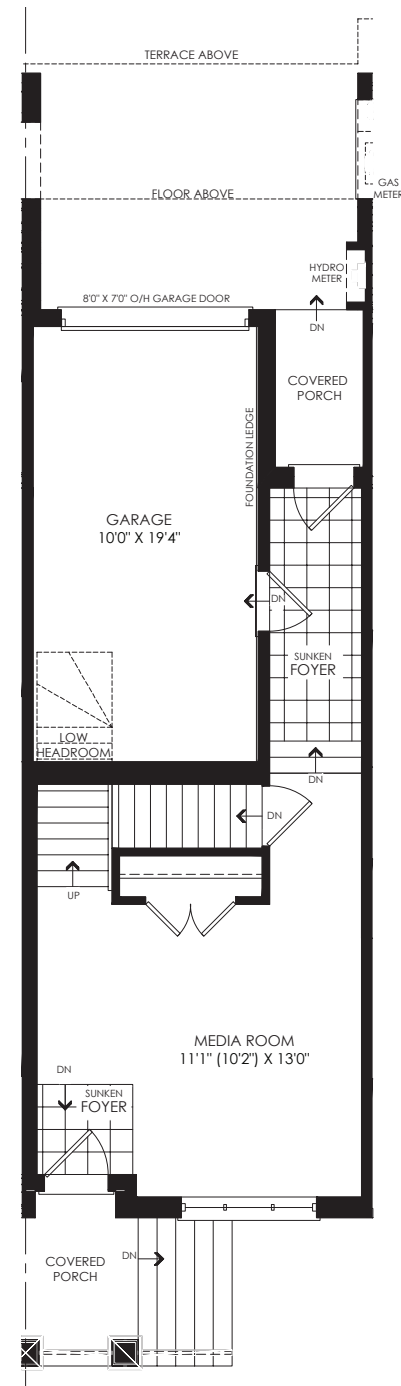 TERRACE ABOVE
GAS
METER
FLOOR ABOVE
HYDRO
METER
8'0" X 7'0" O/H GARAGE DOOR
DN
COVERED
PORCH
FOUNDATION LEDGE
GARAGE
10'0" X 19'4"
DN
SUNKEN
FOYER
LOW
HEADROOM
DN
DN
UP
MEDIA ROOM
11'1" (10'2") X 13'0"
DN
SUNKEN
FOYER
DN
COVERED
PORCH